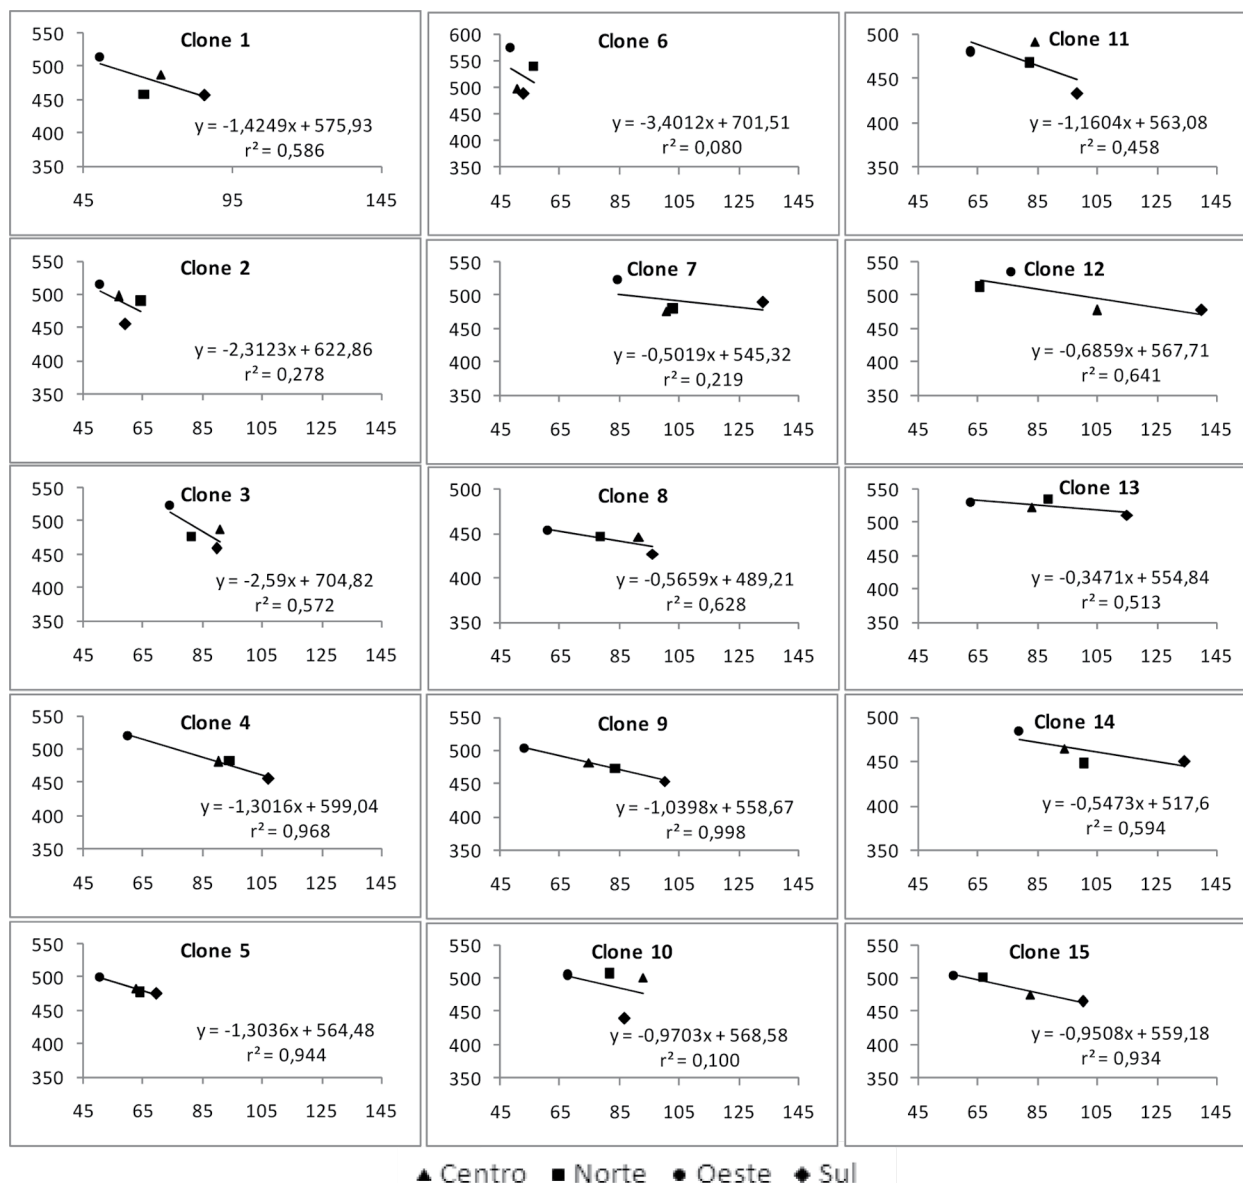 Clone 1
550
500
450
400
350
y = -1,4249x + 575,93
r² = 0,586
45 95 145
Clone 6
600
550
500
450
400
350
y = -3,4012x + 701,51
r² = 0,080
45 65 85 105 125 145
Clone 11
500
450
400
350
y = -1,1604x + 563,08
r² = 0,458
45 65 85 105 125 145
Clone 2
550
500
450
400
350
y = -2,3123x + 622,86
r² = 0,278
45 65 85 105 125 145
Clone 7
550
500
450
400
350
y = -0,5019x + 545,32
r² = 0,219
45 65 85 105 125 145
Clone 12
550
500
450
400
350
y = -0,6859x + 567,71
r² = 0,641
45 65 85 105 125 145
Clone 3
550
500
450
400
350
y = -2,59x + 704,82
r² = 0,572
45 65 85 105 125 145
Clone 8
500
450
400
350
y = -0,5659x + 489,21
r² = 0,628
45 65 85 105 125 145
Clone 13
550
500
450
400
350
y = -0,3471x + 554,84
r² = 0,513
45 65 85 105 125 145
Clone 4
550
500
450
400
350
y = -1,3016x + 599,04
r² = 0,968
45 65 85 105 125 145
Clone 9
550
500
450
400
350
y = -1,0398x + 558,67
r² = 0,998
45 65 85 105 125 145
Clone 14
500
450
400
350
y = -0,5473x + 517,6
r² = 0,594
45 65 85 105 125 145
Clone 5
550
500
450
400
350
y = -1,3036x + 564,48
r² = 0,944
45 65 85 105 125 145
Clone 10
550
500
450
400
350
y = -0,9703x + 568,58
r² = 0,100
45 65 85 105 125 145
Clone 15
550
500
450
400
350
y = -0,9508x + 559,18
r² = 0,934
45 65 85 105 125 145
Centro Norte Oeste Sul